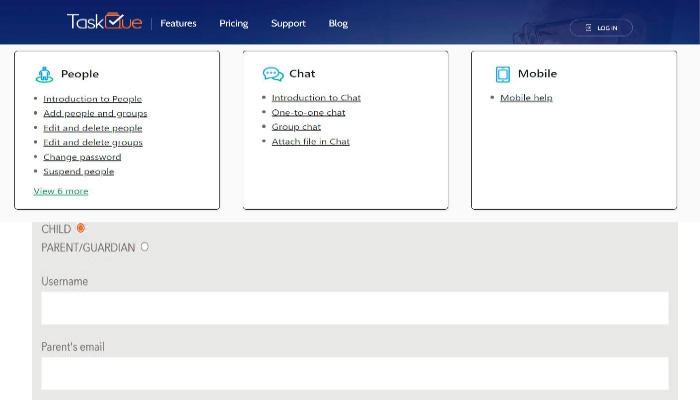 TaskQue
Features
Pricing
Support
Blog
LOG IN
People
Introduction to People
Add people and groups
Edit and delete people
Edit and delete groups
Change password
Suspend people
View 6 more
Chat
Introduction to Chat
One-to-one chat
Group chat
Attach file in Chat
Mobile
Mobile help
CHILD
PARENT/GUARDIAN
Username
Parent's email